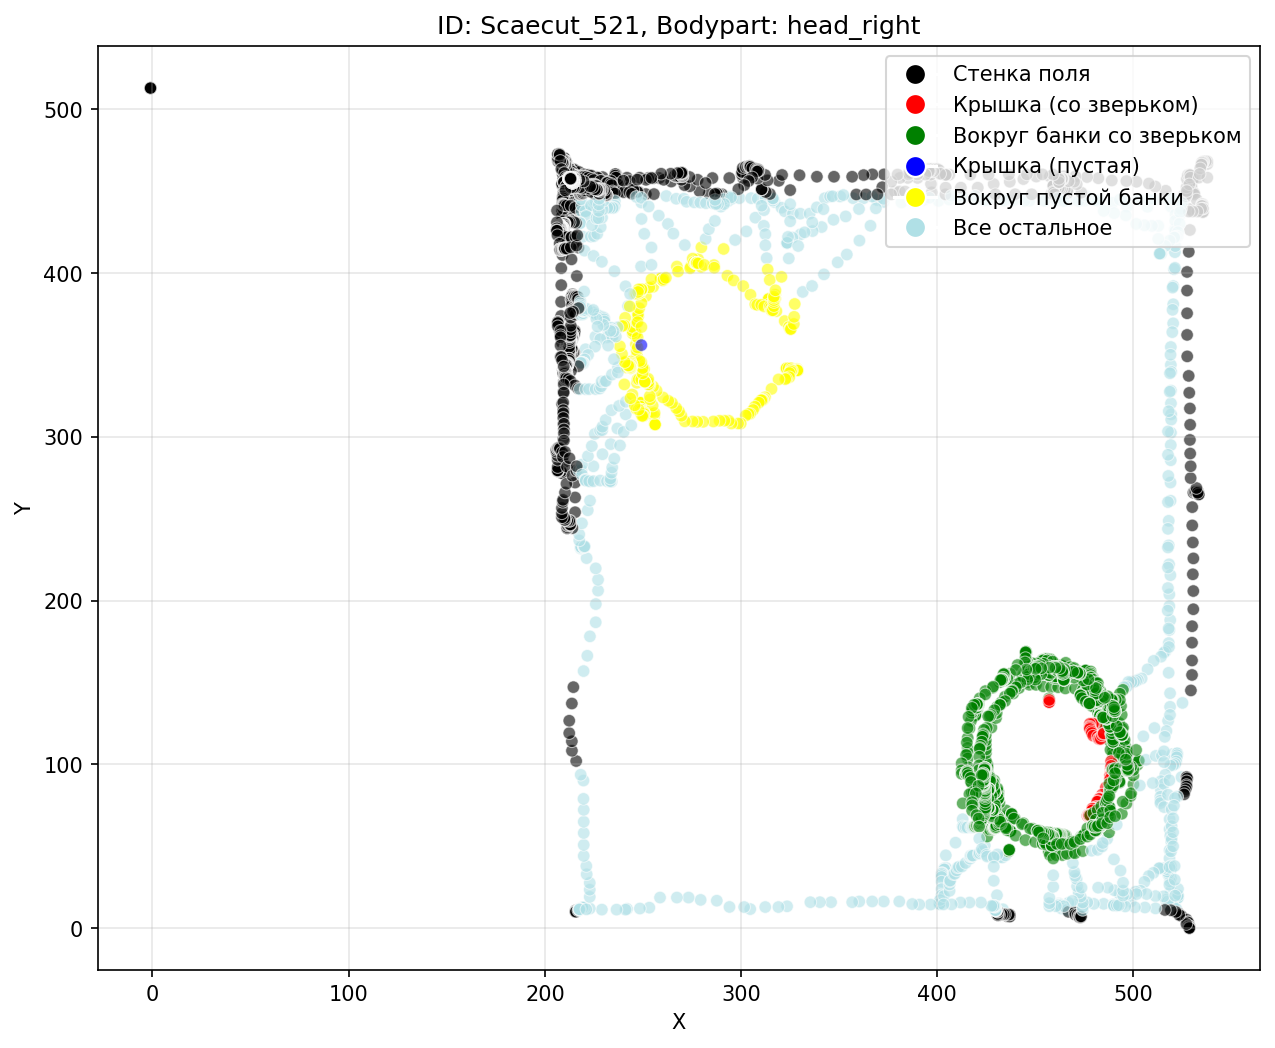 ID: Scaecut_521, Bodypart: head_right
Стенка поля
Крышка (со зверьком)
Вокруг банки со зверьком
Крышка (пустая)
Вокруг пустой банки
Все остальное
500
400
300
200
100
0
Y
0 100 200 300 400 500
X